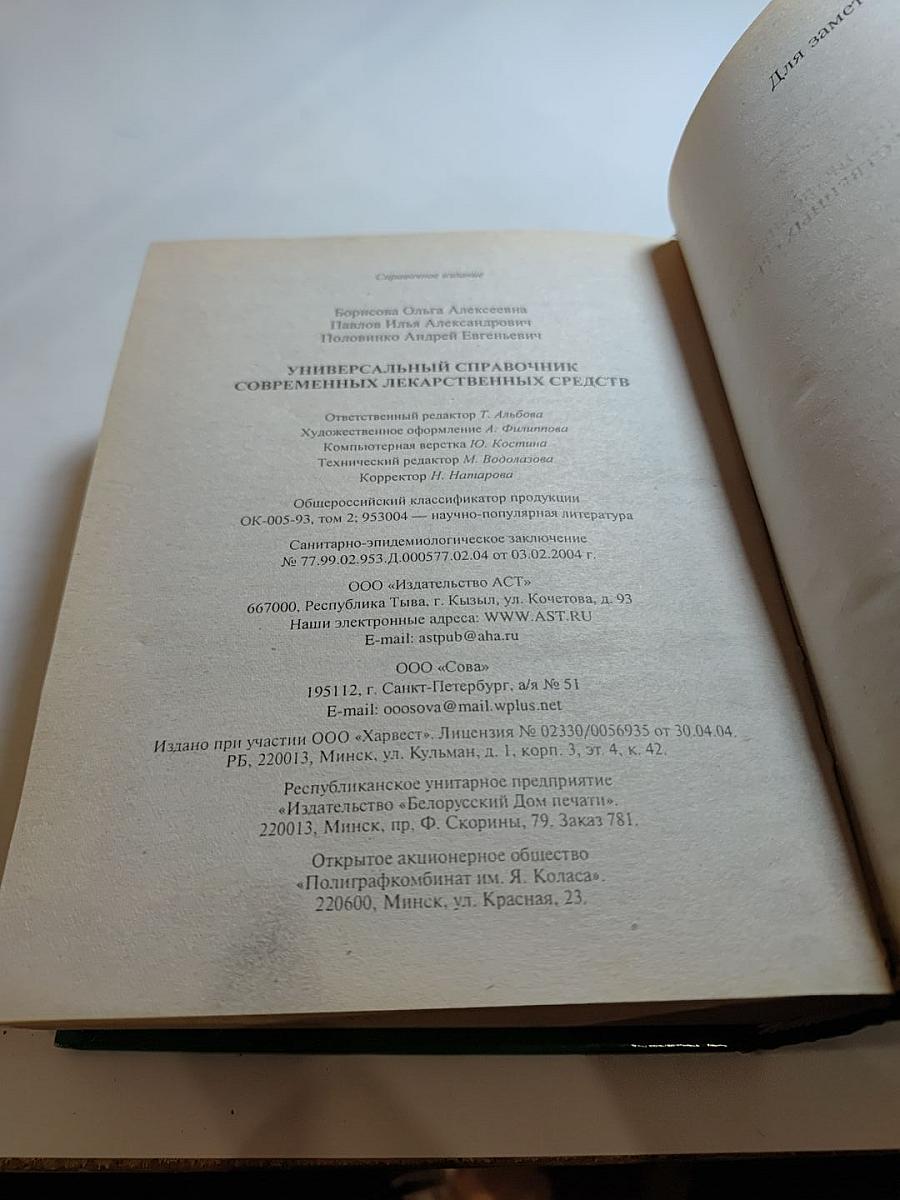 Справочное издание
Борисова Ольга Алексеевна
Павлов Илья Александрович
Половинко Андрей Евгеньевич
УНИВЕРСАЛЬНЫЙ СПРАВОЧНИК
СОВРЕМЕННЫХ ЛЕКАРСТВЕННЫХ СРЕДСТВ
Ответственный редактор Т. Альбова
Художественное оформление А. Филиппова
Компьютерная верстка Ю. Костина
Технический редактор М. Водолазова
Корректор Н. Натарова
Общероссийский классификатор продукции
ОК-005-93, том 2; 953004 — научно-популярная литература
Санитарно-эпидемиологическое заключение
№ 77.99.02.953.Д.000577.02.04 от 03.02.2004 г.
ООО «Издательство АСТ»
667000, Республика Тыва, г. Кызыл, ул. Кочетова, д. 93
Наши электронные адреса: WWW.AST.RU
E-mail: astpub@aha.ru
ООО «Сова»
195112, г. Санкт-Петербург, а/я № 51
E-mail: ooosova@mail.wplus.net
Издано при участии ООО «Харвест». Лицензия № 02330/0056935 от 30.04.04.
РБ, 220013, Минск, ул. Кульман, д. 1, корп. 3, эт. 4, к. 42.
Республиканское унитарное предприятие
«Издательство «Белорусский Дом печати».
220013, Минск, пр. Ф. Скорины, 79. Заказ 781.
Открытое акционерное общество
«Полиграфкомбинат им. Я. Коласа».
220600, Минск, ул. Красная, 23.
Для